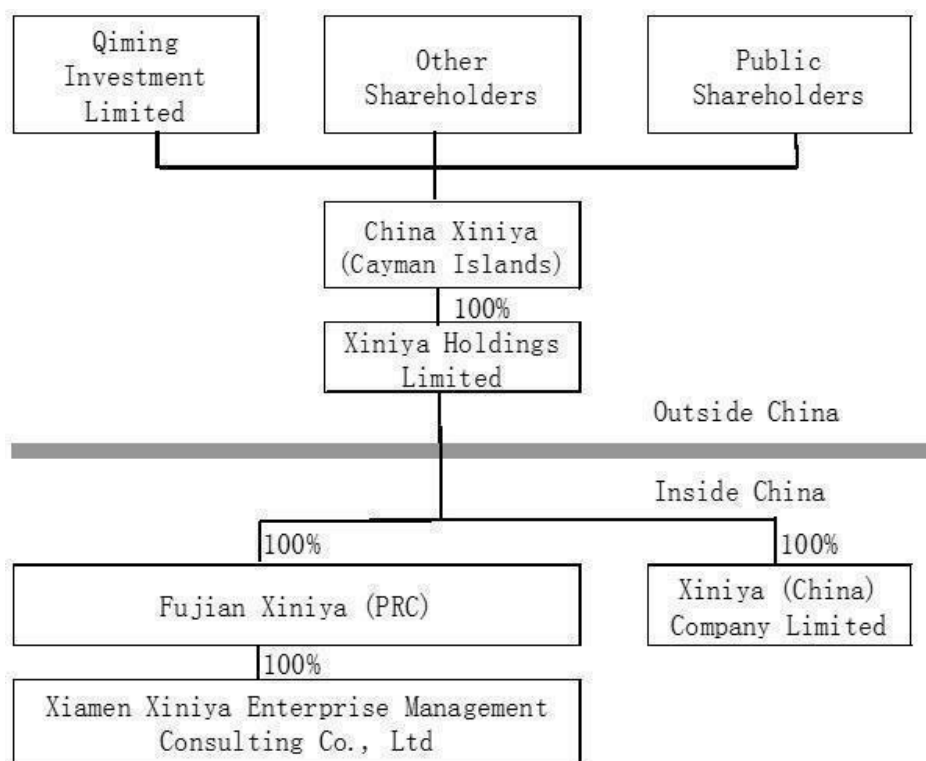 Qiming
Investment
Limited
Other
Shareholders
Public
Shareholders
China Xiniya
(Cayman Islands)
100%
Xiniya Holdings
Limited
Outside China
Inside China
100%
100%
Fujian Xiniya (PRC)
Xiniya (China)
Company Limited
100%
Xiamen Xiniya Enterprise Management
Consulting Co., Ltd